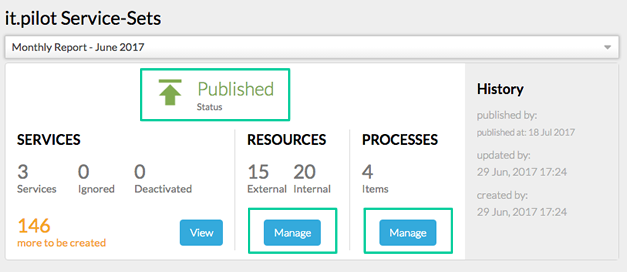 it.pilot Service-Sets
Monthly Report - June 2017
Published
Status
SERVICES
3 0 0
Services Ignored Deactivated
146
more to be created
View
RESOURCES
15 20
External Internal
Manage
PROCESSES
4
Items
Manage
History
published by:
published at: 18 Jul 2017
updated by:
29 Jun, 2017 17:24
created by:
29 Jun, 2017 17:24